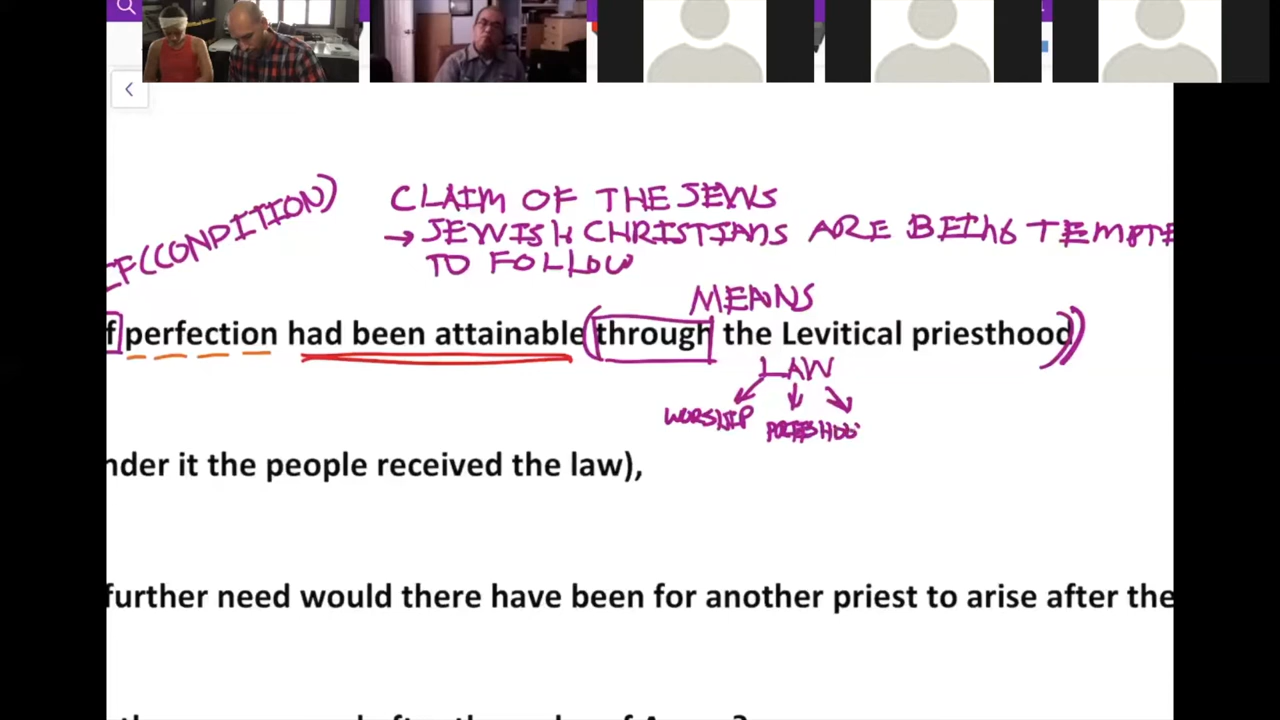 IF(CONDITION)
CLAIM OF THE JEWS
→ JEWISH CHRISTIANS ARE BEING TEMPTE
TO FOLLOW
MEANS
f perfection had been attainable (through the Levitical priesthood)
LAW
WORSHIP
nder it the people received the law),
further need would there have been for another priest to arise after the